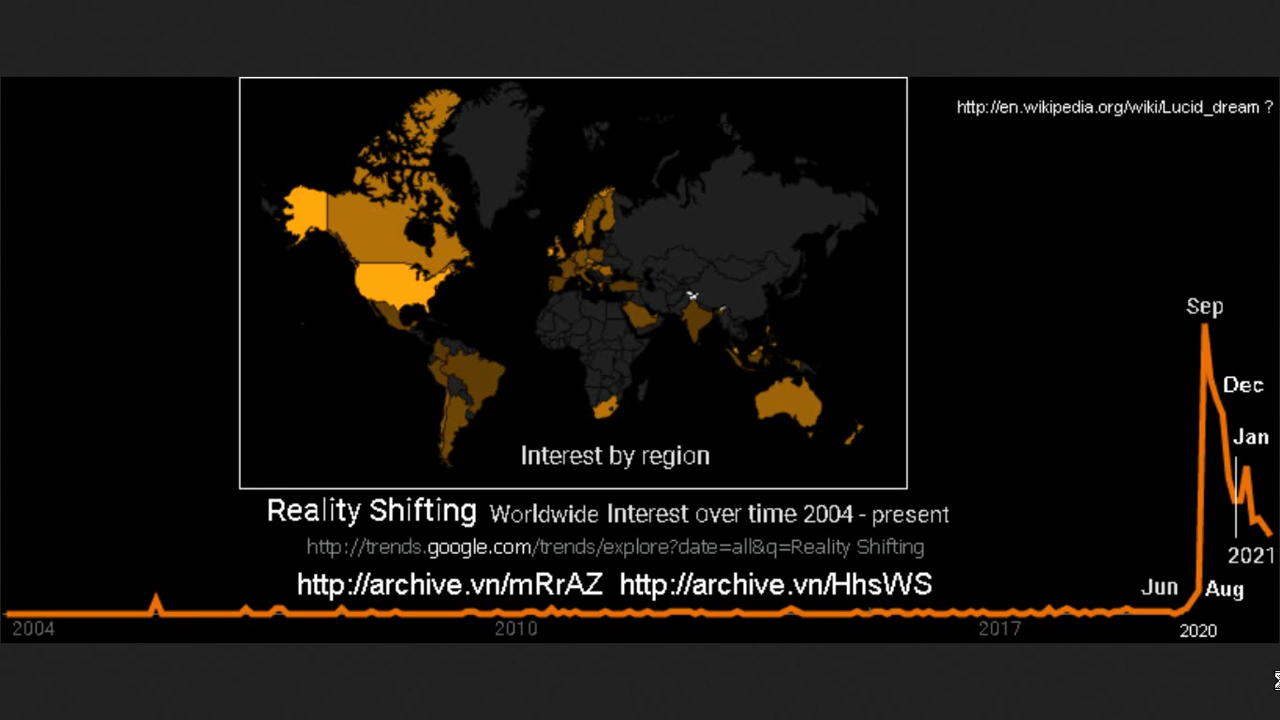 http://en.wikipedia.org/wiki/Lucid_dream ?
Sep
Dec
Jan
Interest by region
Reality Shifting Worldwide Interest over time 2004 - present
http://trends.google.com/trends/explore?date=all&q=Reality Shifting
2021
http://archive.vn/mRrAZ http://archive.vn/HhsWS
Jun Aug
2004 2010 2017 2020